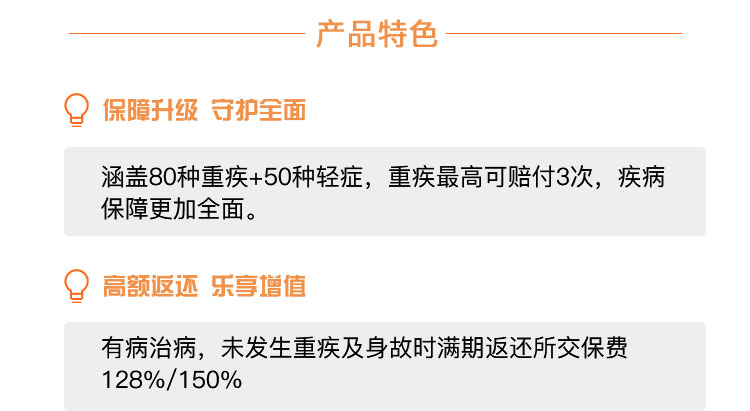 产品特色
保障升级 守护全面
涵盖80种重疾+50种轻症，重疾最高可赔付3次，疾病
保障更加全面。
高额返还 乐享增值
有病治病，未发生重疾及身故时满期返还所交保费
128%/150%